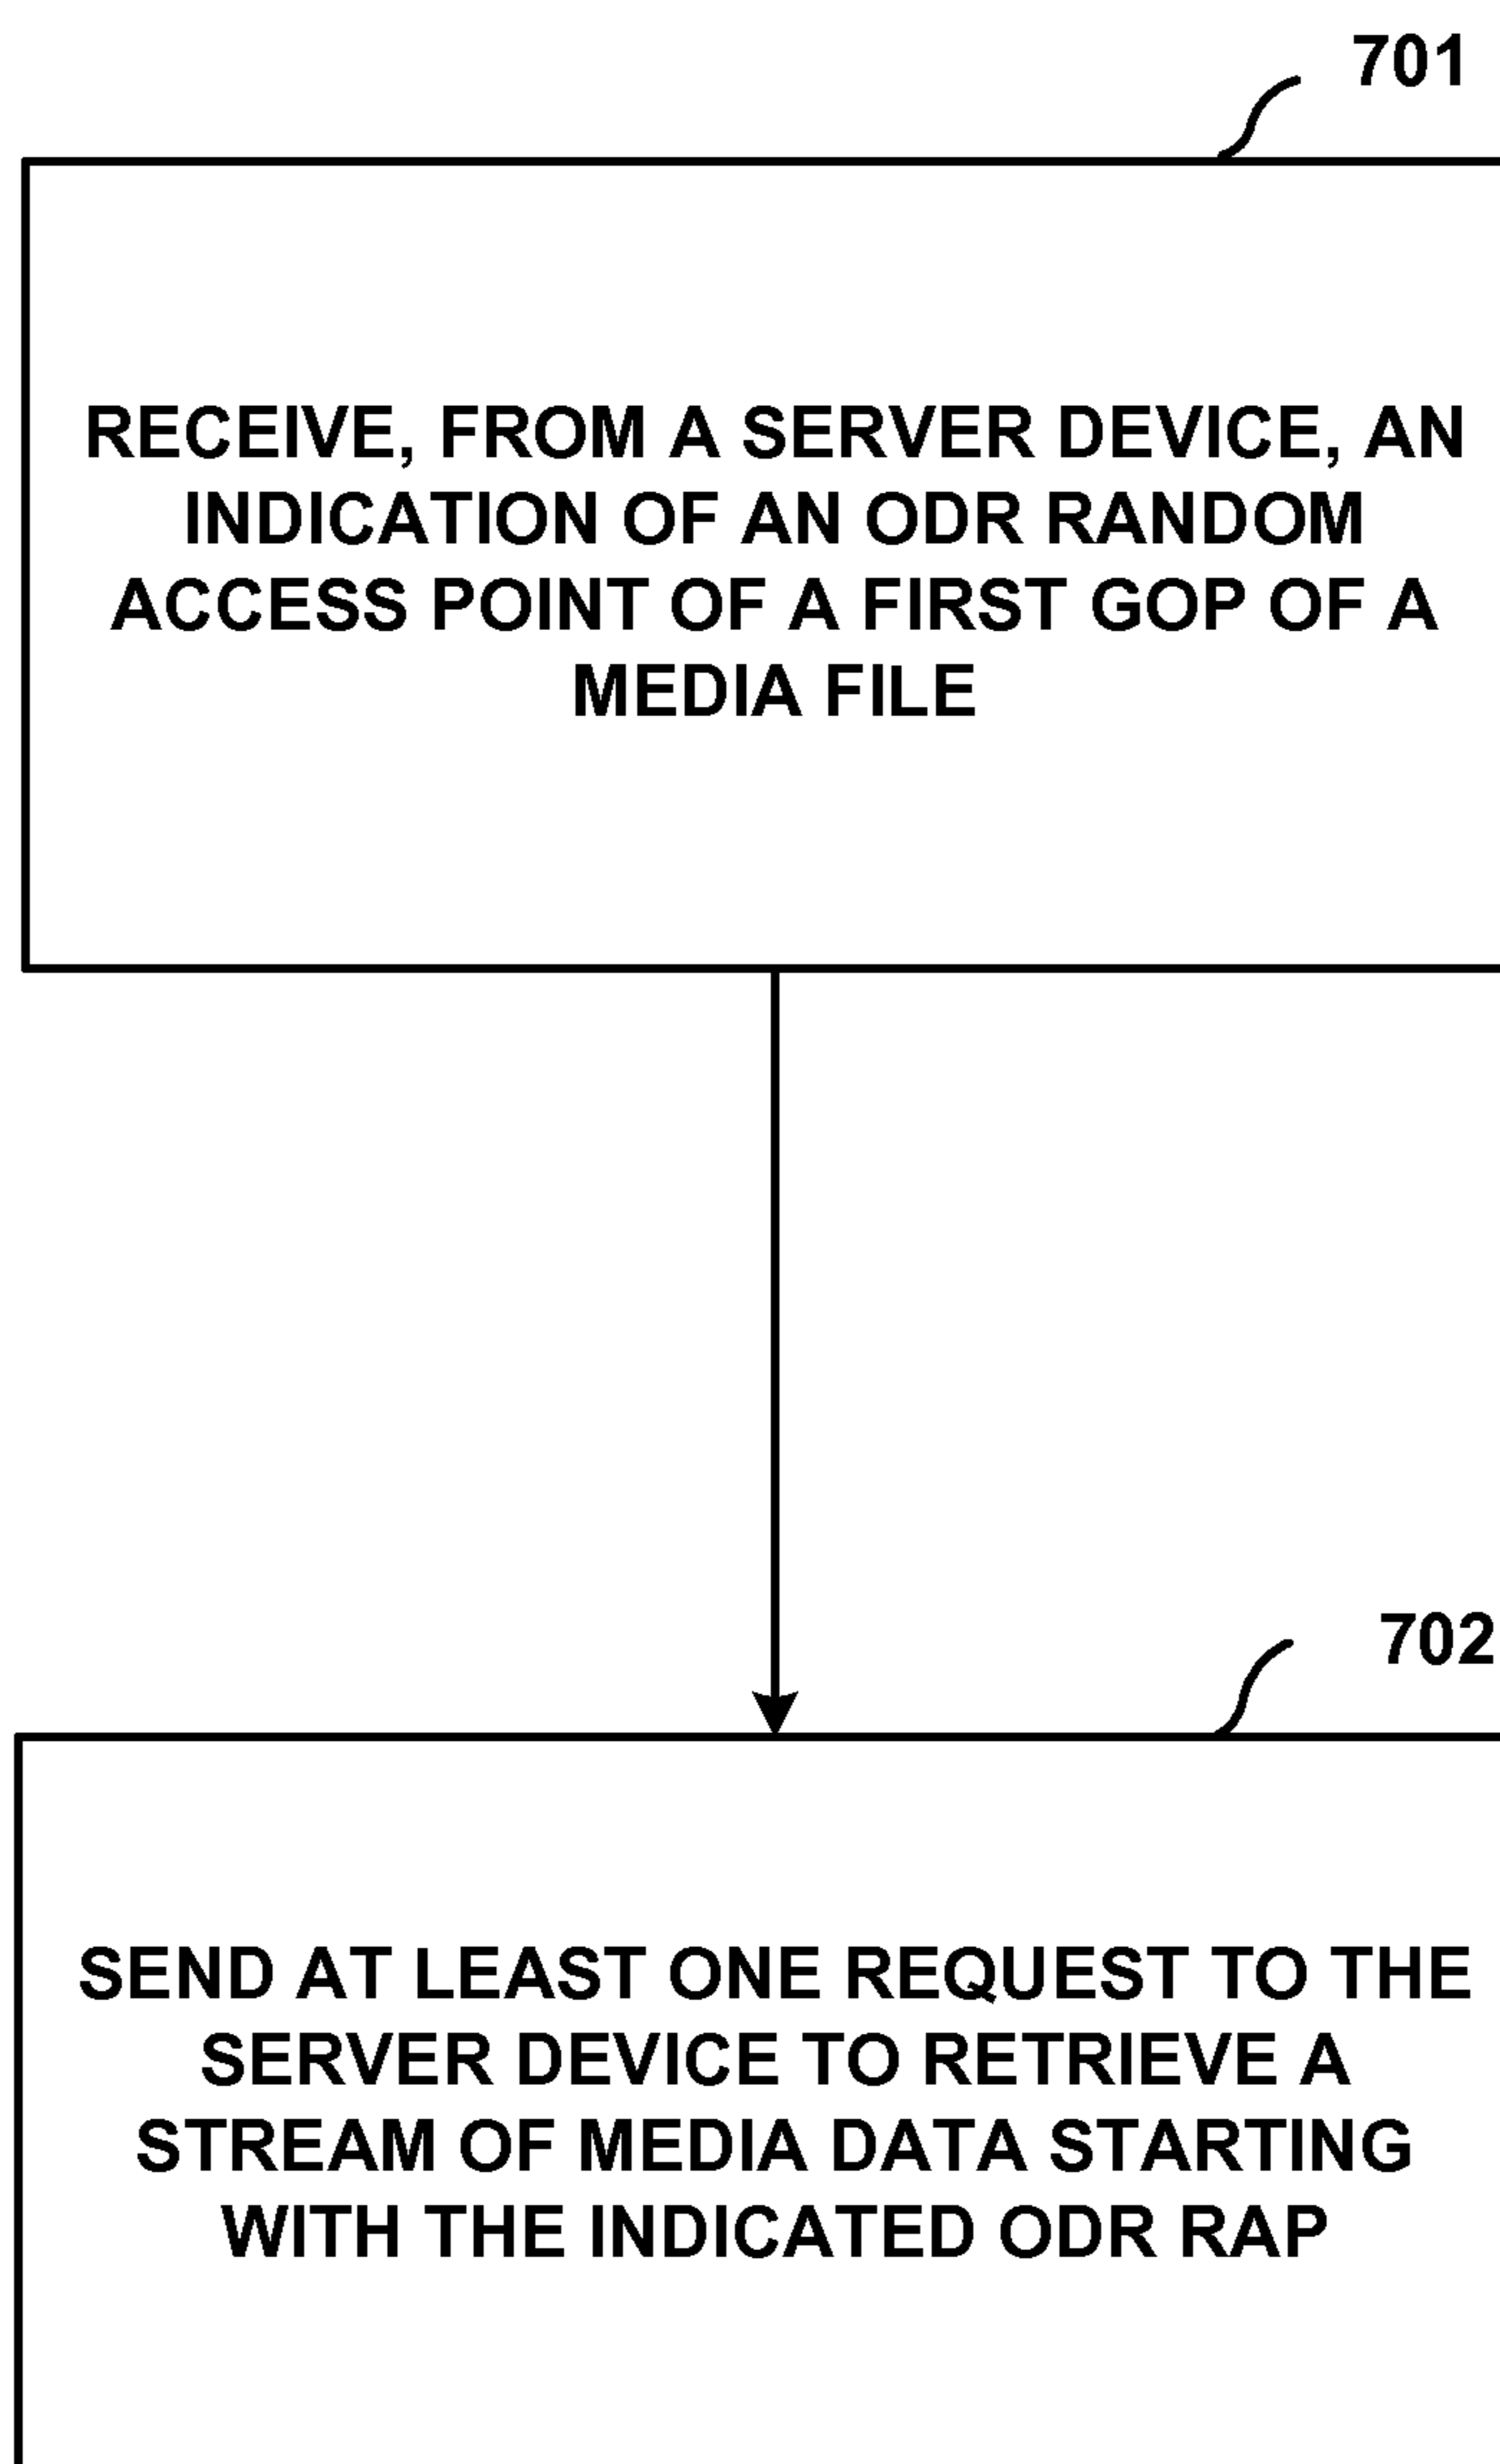 701
RECEIVE, FROM A SERVER DEVICE, AN
INDICATION OF AN ODR RANDOM
ACCESS POINT OF A FIRST GOP OF A
MEDIA FILE
702
SEND AT LEAST ONE REQUEST TO THE
SERVER DEVICE TO RETRIEVE A
STREAM OF MEDIA DATA STARTING
WITH THE INDICATED ODR RAP